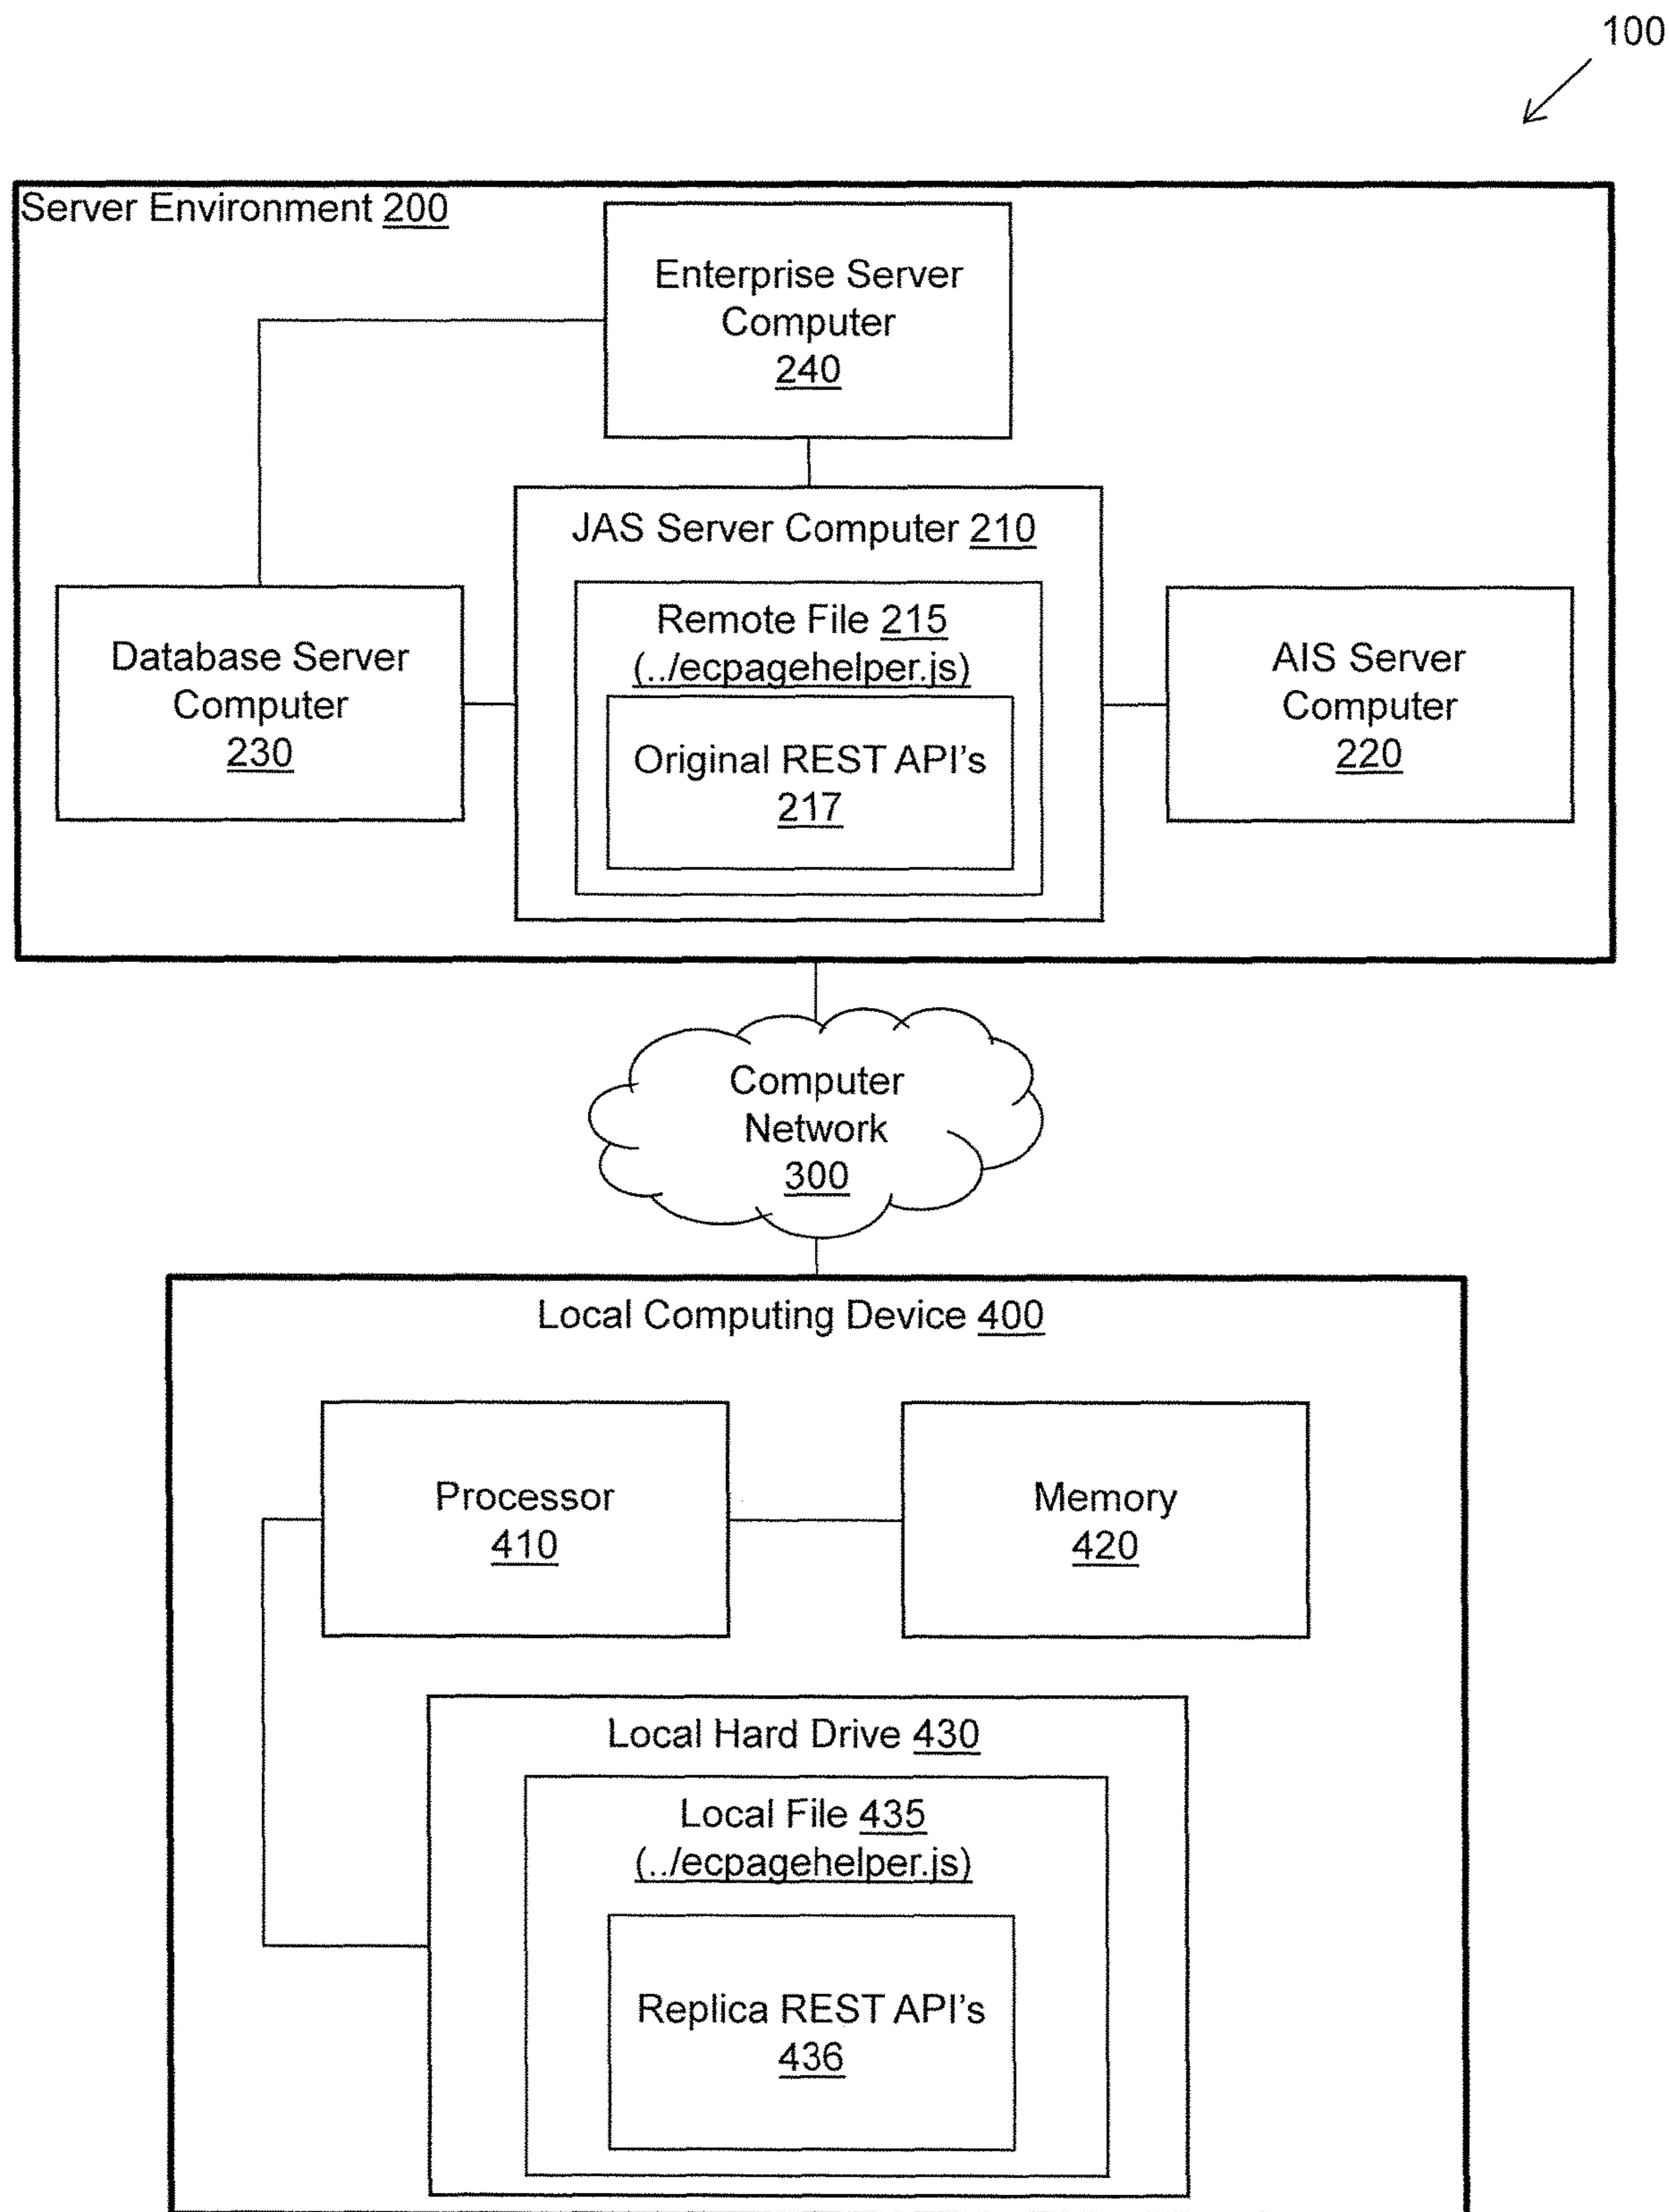 100
Server Environment 200
Enterprise Server
Computer
240
JAS Server Computer 210
Remote File 215
(../ecpagehelper.js)
Original REST API's
217
Database Server
Computer
230
AIS Server
Computer
220
Computer
Network
300
Local Computing Device 400
Processor
410
Memory
420
Local Hard Drive 430
Local File 435
(../ecpagehelper.js)
Replica REST API's
436